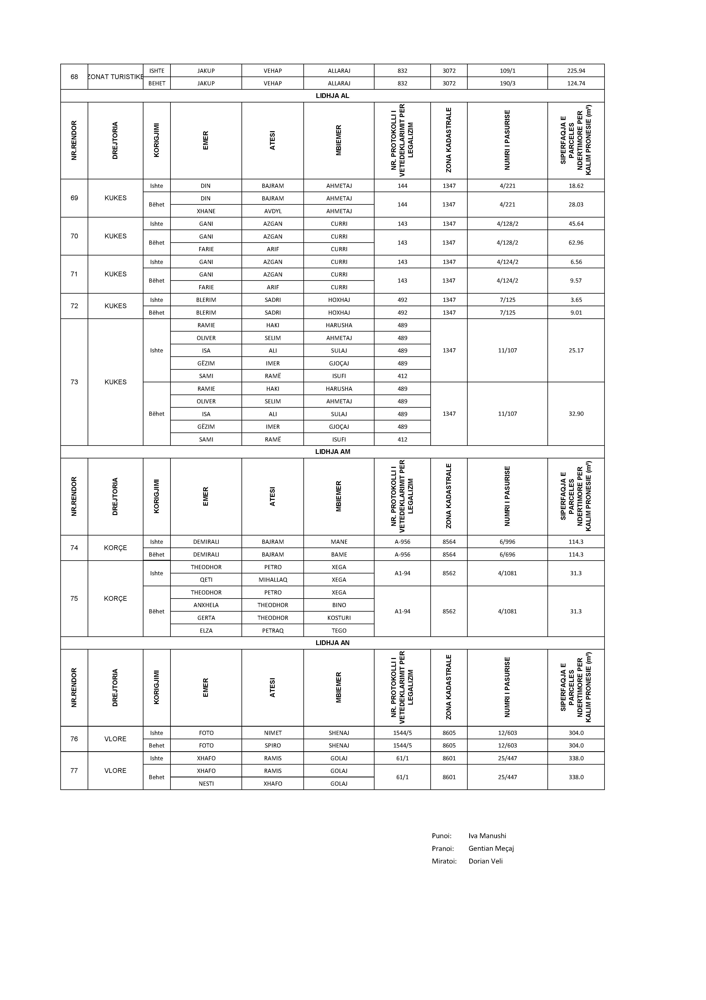 68 ZONAT TURISTIKE ISHTE JAKUP VEHAP ALLARAJ 832 3072 109/1 225.94
BEHET JAKUP VEHAP ALLARAJ 832 3072 190/3 124.74
LIDHJA AL
NR.RENDOR DREJTORIA KORIGJIMI EMER ATESI MBIEMER NR. PROTOKOLLI I VETEDEKLARIMIT PER LEGALIZIM ZONA KADASTRALE NUMRI I PASURISE SIPERFAQJA E PARCELES NDERTIMORE PER KALIM PRONESIE (m²)
69 KUKES Ishte DIN BAJRAM AHMETAJ 144 1347 4/221 18.62
Bëhet DIN BAJRAM AHMETAJ 144 1347 4/221 28.03
XHANE AVDYL AHMETAJ
70 KUKES Ishte GANI AZGAN CURRI 143 1347 4/128/2 45.64
Bëhet GANI AZGAN CURRI 143 1347 4/128/2 62.96
FARIE ARIF CURRI
71 KUKES Ishte GANI AZGAN CURRI 143 1347 4/124/2 6.56
Bëhet GANI AZGAN CURRI 143 1347 4/124/2 9.57
FARIE ARIF CURRI
72 KUKES Ishte BLERIM SADRI HOXHAJ 492 1347 7/125 3.65
Bëhet BLERIM SADRI HOXHAJ 492 1347 7/125 9.01
73 KUKES Ishte RAMIE HAKI HARUSHA 489 1347 11/107 25.17
OLIVER SELIM AHMETAJ 489
ISA ALI SULAJ 489
GËZIM IMER GJOÇAJ 489
SAMI RAMË ISUFI 412
Bëhet RAMIE HAKI HARUSHA 489 1347 11/107 32.90
OLIVER SELIM AHMETAJ 489
ISA ALI SULAJ 489
GËZIM IMER GJOÇAJ 489
SAMI RAMË ISUFI 412
LIDHJA AM
NR.RENDOR DREJTORIA KORIGJIMI EMER ATESI MBIEMER NR. PROTOKOLLI I VETEDEKLARIMIT PER LEGALIZIM ZONA KADASTRALE NUMRI I PASURISE SIPERFAQJA E PARCELES NDERTIMORE PER KALIM PRONESIE (m²)
74 KORÇE Ishte DEMIRALI BAJRAM MANE A-956 8564 6/996 114.3
Bëhet DEMIRALI BAJRAM BAME A-956 8564 6/696 114.3
75 KORÇE Ishte THEODHOR PETRO XEGA A1-94 8562 4/1081 31.3
QETI MIHALLAQ XEGA
Bëhet THEODHOR PETRO XEGA A1-94 8562 4/1081 31.3
ANXHELA THEODHOR BINO
GERTA THEODHOR KOSTURI
ELZA PETRAQ TEGO
LIDHJA AN
NR.RENDOR DREJTORIA KORIGJIMI EMER ATESI MBIEMER NR. PROTOKOLLI I VETEDEKLARIMIT PER LEGALIZIM ZONA KADASTRALE NUMRI I PASURISE SIPERFAQJA E PARCELES NDERTIMORE PER KALIM PRONESIE (m²)
76 VLORE Ishte FOTO NIMET SHENAJ 1544/5 8605 12/603 304.0
Behet FOTO SPIRO SHENAJ 1544/5 8605 12/603 304.0
77 VLORE Ishte XHAFO RAMIS GOLAJ 61/1 8601 25/447 338.0
Behet XHAFO RAMIS GOLAJ 61/1 8601 25/447 338.0
NESTI XHAFO GOLAJ
Punoi: Iva Manushi
Pranoi: Gentian Meçaj
Miratoi: Dorian Veli